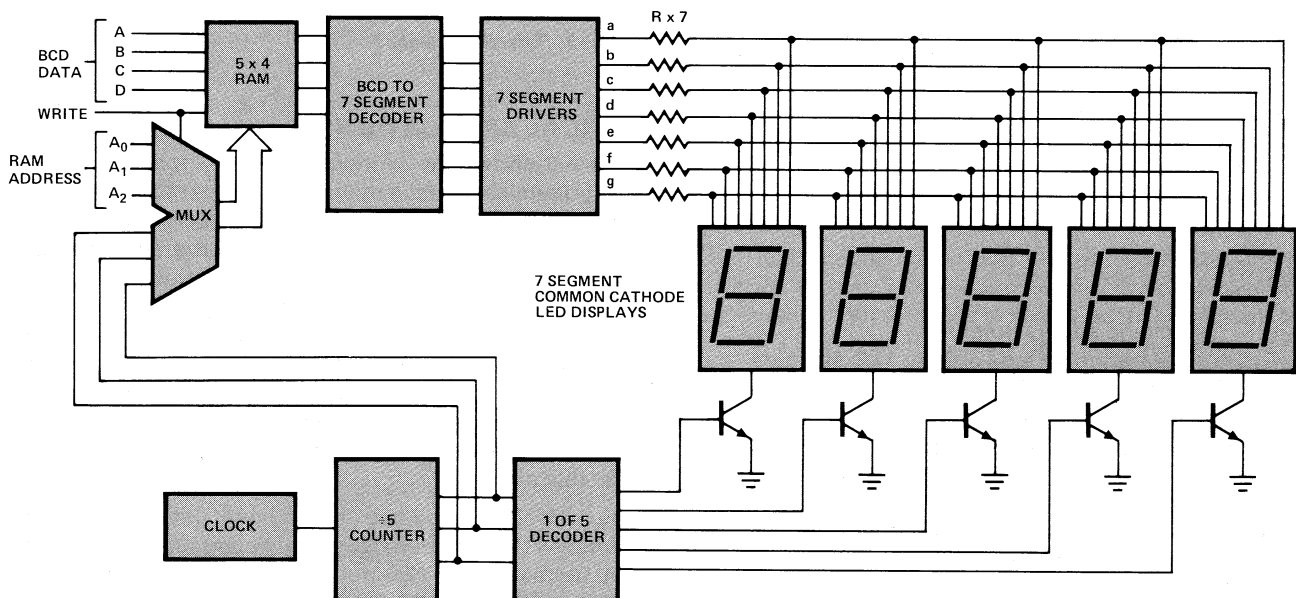 BCD
DATA
A
B
C
D
WRITE
RAM
ADDRESS
A0
A1
A2
MUX
5 x 4
RAM
BCD TO
7 SEGMENT
DECODER
7 SEGMENT
DRIVERS
a
b
c
d
e
f
g
R x 7
7 SEGMENT
COMMON CATHODE
LED DISPLAYS
CLOCK
÷5
COUNTER
1 OF 5
DECODER